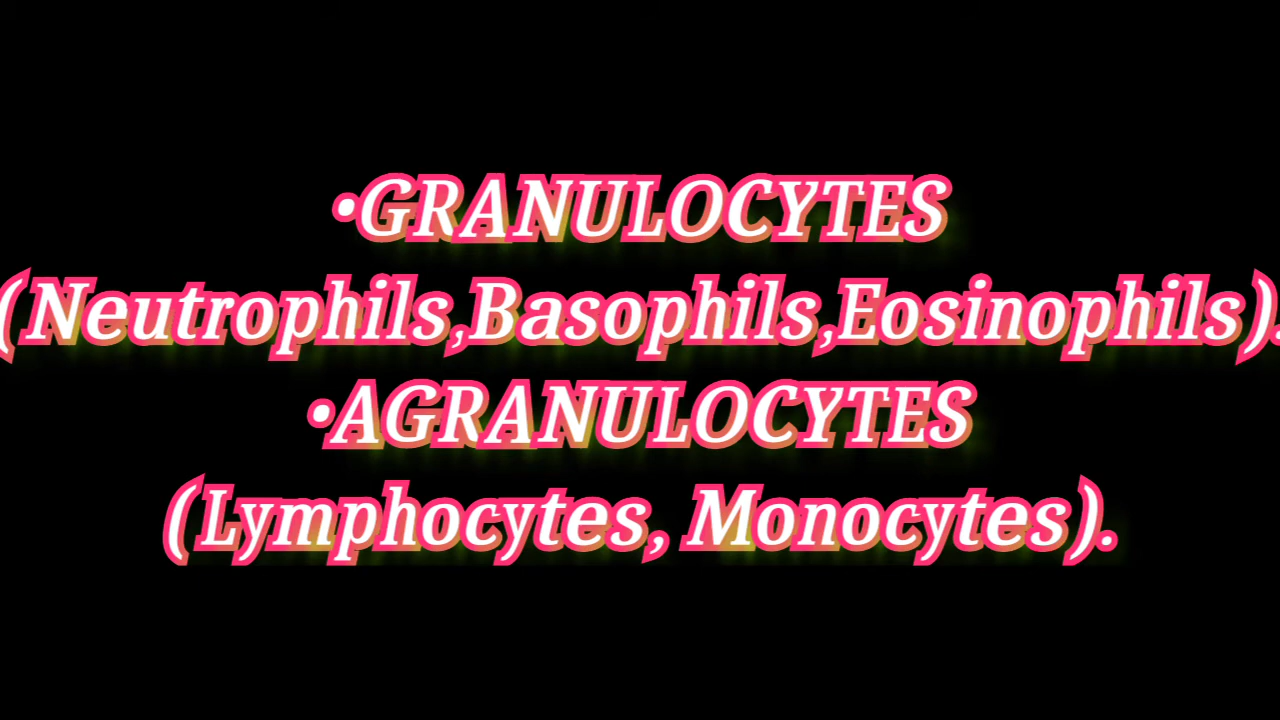 •GRANULOCYTES
(Neutrophils,Basophils,Eosinophils).
•AGRANULOCYTES
(Lymphocytes, Monocytes).